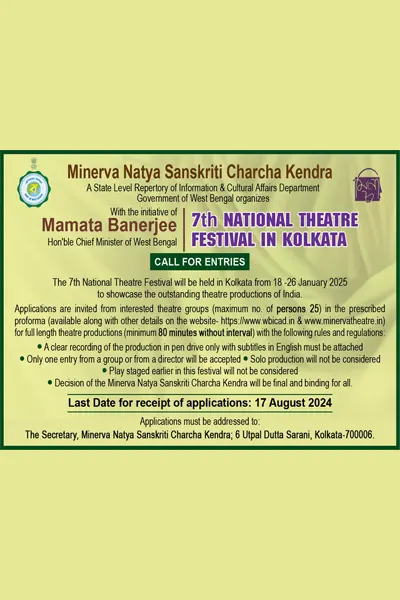 Minerva Natya Sanskriti Charcha Kendra
A State Level Repertory of Information & Cultural Affairs Department
Government of West Bengal organizes
With the initiative of
Mamata Banerjee
Hon'ble Chief Minister of West Bengal
7th NATIONAL THEATRE
FESTIVAL IN KOLKATA
CALL FOR ENTRIES
The 7th National Theatre Festival will be held in Kolkata from 18 -26 January 2025
to showcase the outstanding theatre productions of India.
Applications are invited from interested theatre groups (maximum no. of persons 25) in the prescribed
proforma (available along with other details on the website- https://www.wbicad.in & www.minervatheatre.in)
for full length theatre productions (minimum 80 minutes without interval) with the following rules and regulations:
• A clear recording of the production in pen drive only with subtitles in English must be attached
• Only one entry from a group or from a director will be accepted • Solo production will not be considered
• Play staged earlier in this festival will not be considered
• Decision of the Minerva Natya Sanskriti Charcha Kendra will be final and binding for all.
Last Date for receipt of applications: 17 August 2024
Applications must be addressed to:
The Secretary, Minerva Natya Sanskriti Charcha Kendra; 6 Utpal Dutta Sarani, Kolkata-700006.